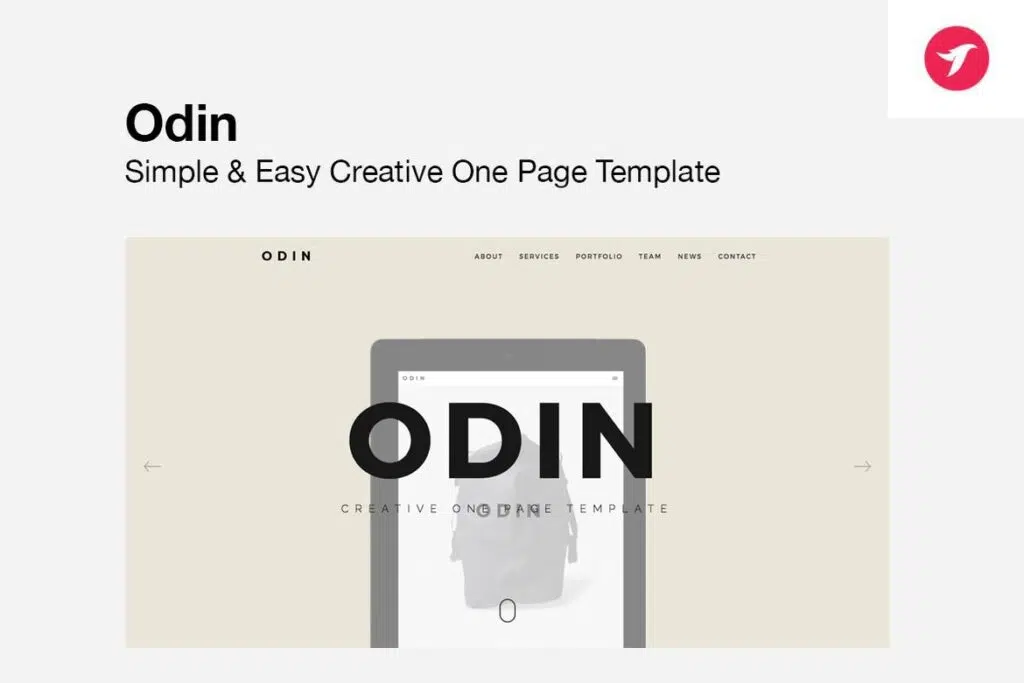 Odin
Simple & Easy Creative One Page Template
ODIN
ABOUT SERVICES PORTFOLIO TEAM NEWS CONTACT
ODIN
ODIN
CREATIVE ONE PAGE TEMPLATE
ODIN